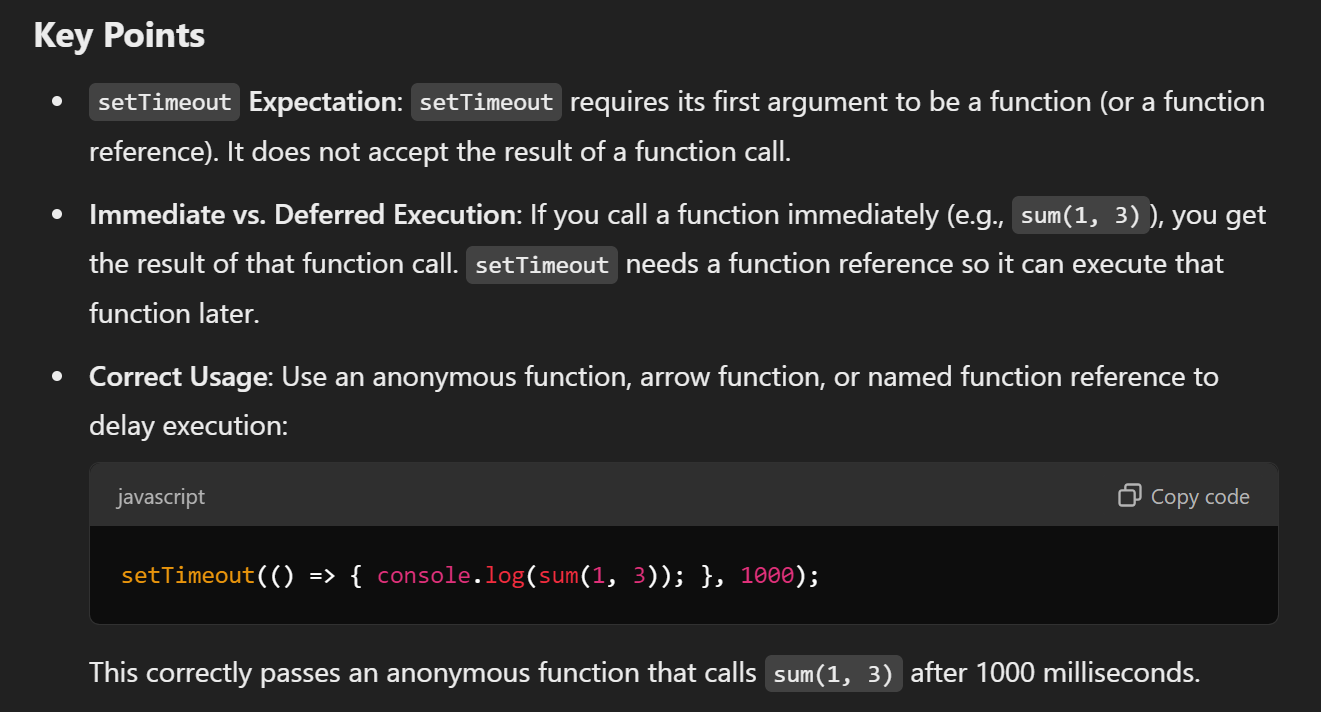 Key Points
• setTimeout Expectation: setTimeout requires its first argument to be a function (or a function
reference). It does not accept the result of a function call.
• Immediate vs. Deferred Execution: If you call a function immediately (e.g., sum(1, 3)), you get
the result of that function call. setTimeout needs a function reference so it can execute that
function later.
• Correct Usage: Use an anonymous function, arrow function, or named function reference to
delay execution:
javascript Copy code
setTimeout(() => { console.log(sum(1, 3)); }, 1000);
This correctly passes an anonymous function that calls sum(1, 3) after 1000 milliseconds.